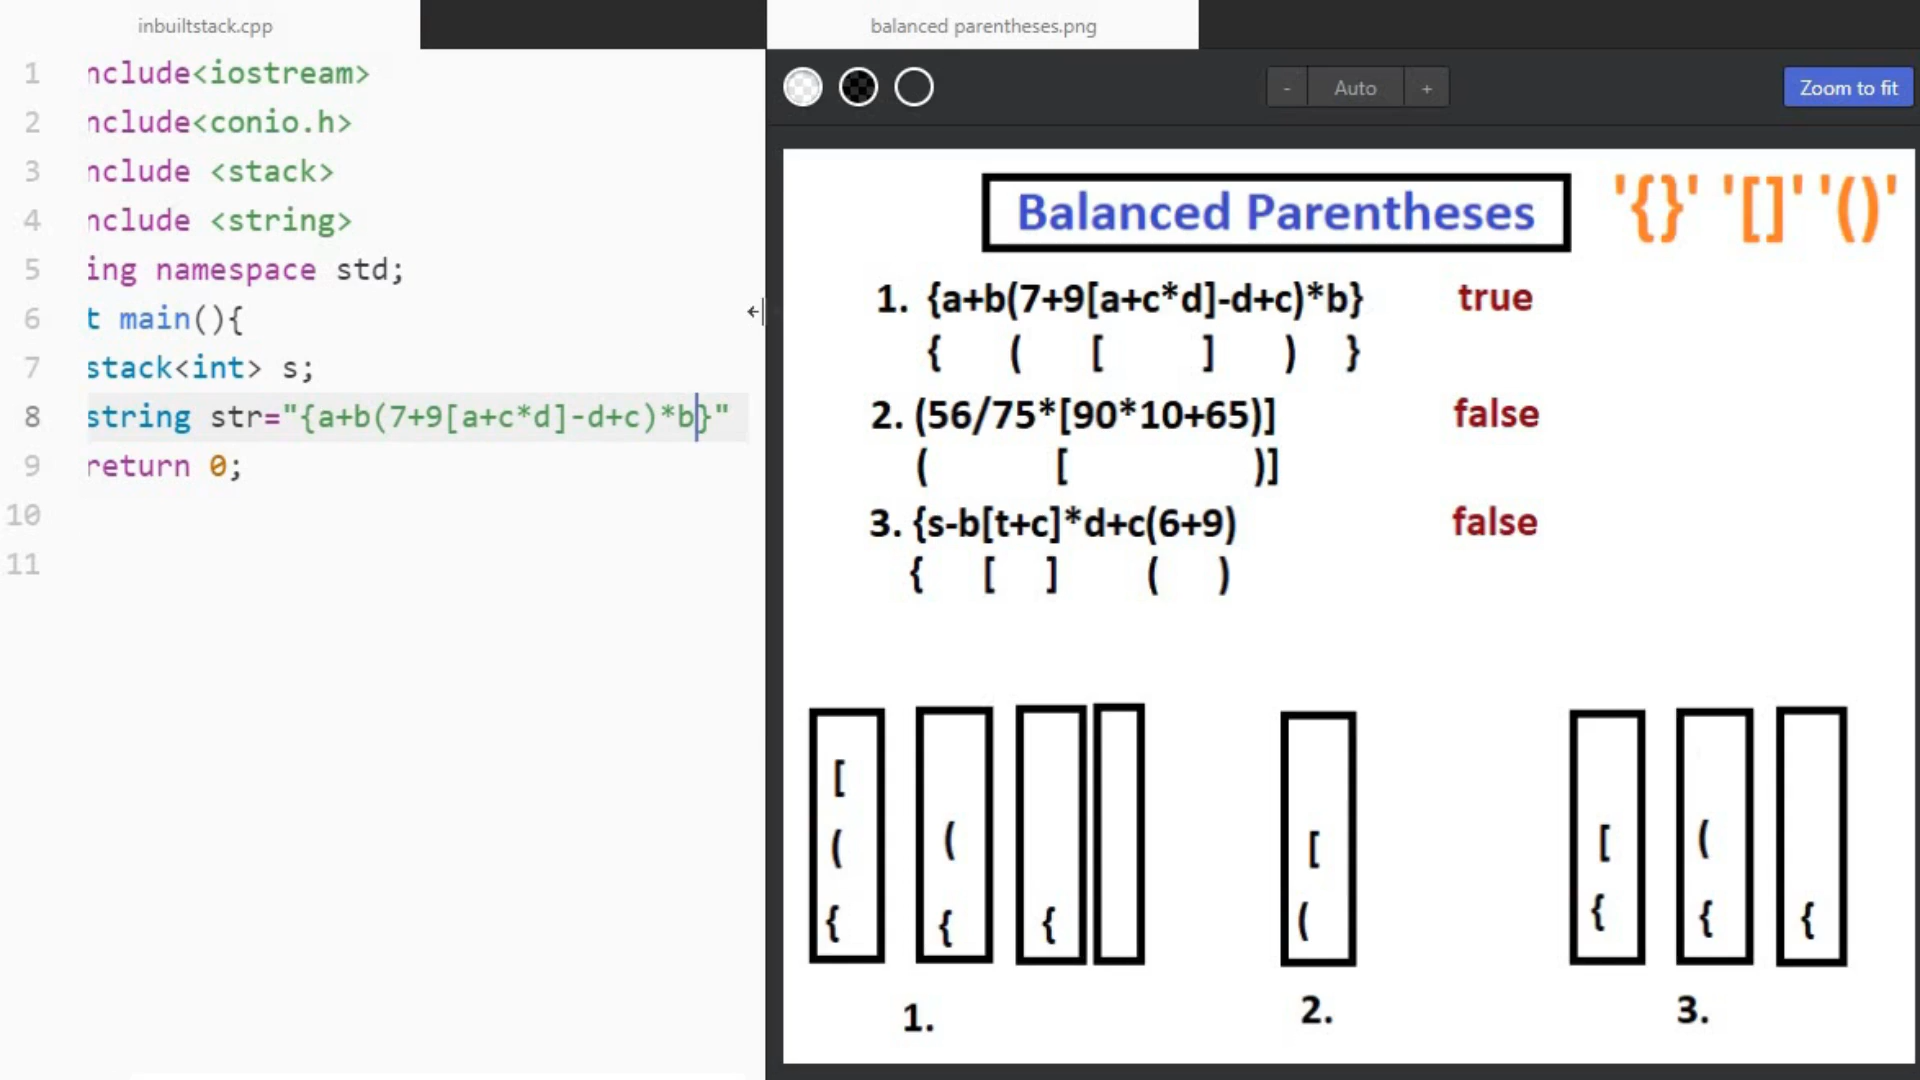 inbuiltstack.cpp
1 nclude<iostream>
2 nclude<conio.h>
3 nclude <stack>
4 nclude <string>
5 ing namespace std;
6 t main(){
7 stack<int> s;
8 string str="{a+b(7+9[a+c*d]-d+c)*b}"
9 return 0;
10
11
balanced parentheses.png
- Auto +
Zoom to fit
Balanced Parentheses '{}' '[]' '()'
1. {a+b(7+9[a+c*d]-d+c)*b} true
{ ( [ ] ) }
2. (56/75*[90*10+65)] false
( [ )]
3. {s-b[t+c]*d+c(6+9) false
{ [ ] ( )
[
( ( [ [ (
{ { { ( { { {
1. 2. 3.